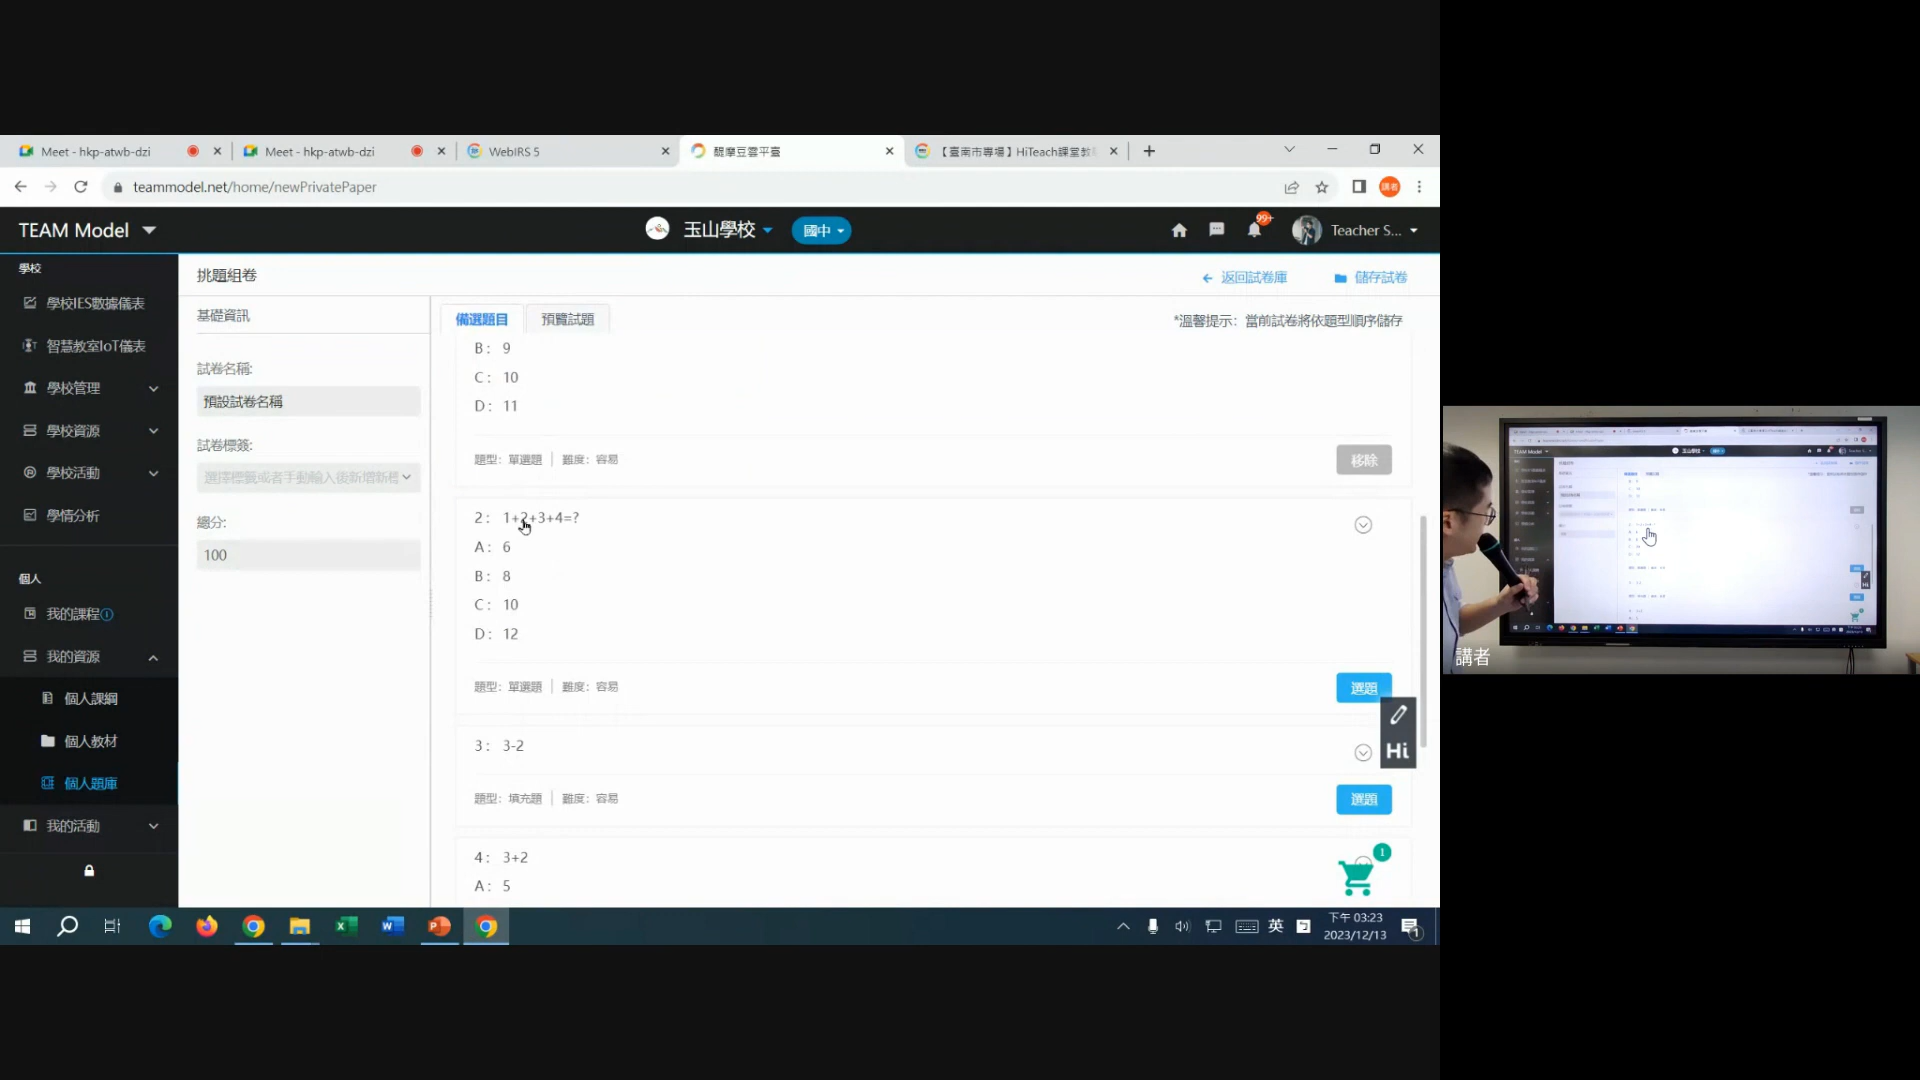 Meet - hkp-atwb-dzi
Meet - hkp-atwb-dzi
WebIRS 5
醍摩豆雲平臺
【臺南市專場】HiTeach課堂教
teammodel.net/home/newPrivatePaper
講者
TEAM Model
玉山學校
國中
99+
Teacher S...
學校
學校IES數據儀表
智慧教室IoT儀表
學校管理
學校資源
學校活動
學情分析
個人
我的課程
我的資源
個人課綱
個人教材
個人題庫
我的活動
挑題組卷
返回試卷庫
儲存試卷
基礎資訊
試卷名稱:
預設試卷名稱
試卷標簽:
選擇標籤或者手動輸入後新增新標
總分:
100
備選題目
預覽試題
*溫馨提示：當前試卷將依題型順序儲存
B： 9
C： 10
D： 11
題型：單選題 | 難度：容易
移除
2： 1+2+3+4=?
A： 6
B： 8
C： 10
D： 12
題型：單選題 | 難度：容易
選題
Hi
3： 3-2
題型：填充題 | 難度：容易
選題
4： 3+2
A： 5
1
英
下午 03:23
2023/12/13
1
講者